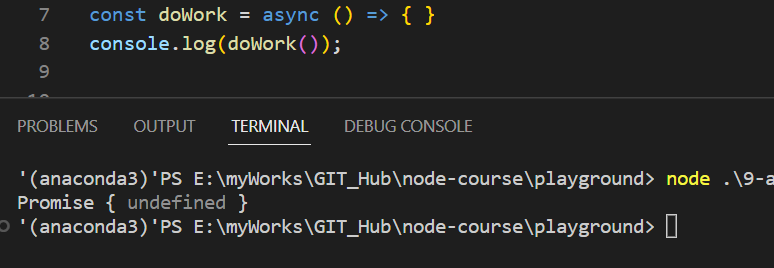 7 const doWork = async () => { }
8 console.log(doWork());
9
PROBLEMS OUTPUT TERMINAL DEBUG CONSOLE
'(anaconda3)'PS E:\myWorks\GIT_Hub\node-course\playground> node .\9-a
Promise { undefined }
'(anaconda3)'PS E:\myWorks\GIT_Hub\node-course\playground>